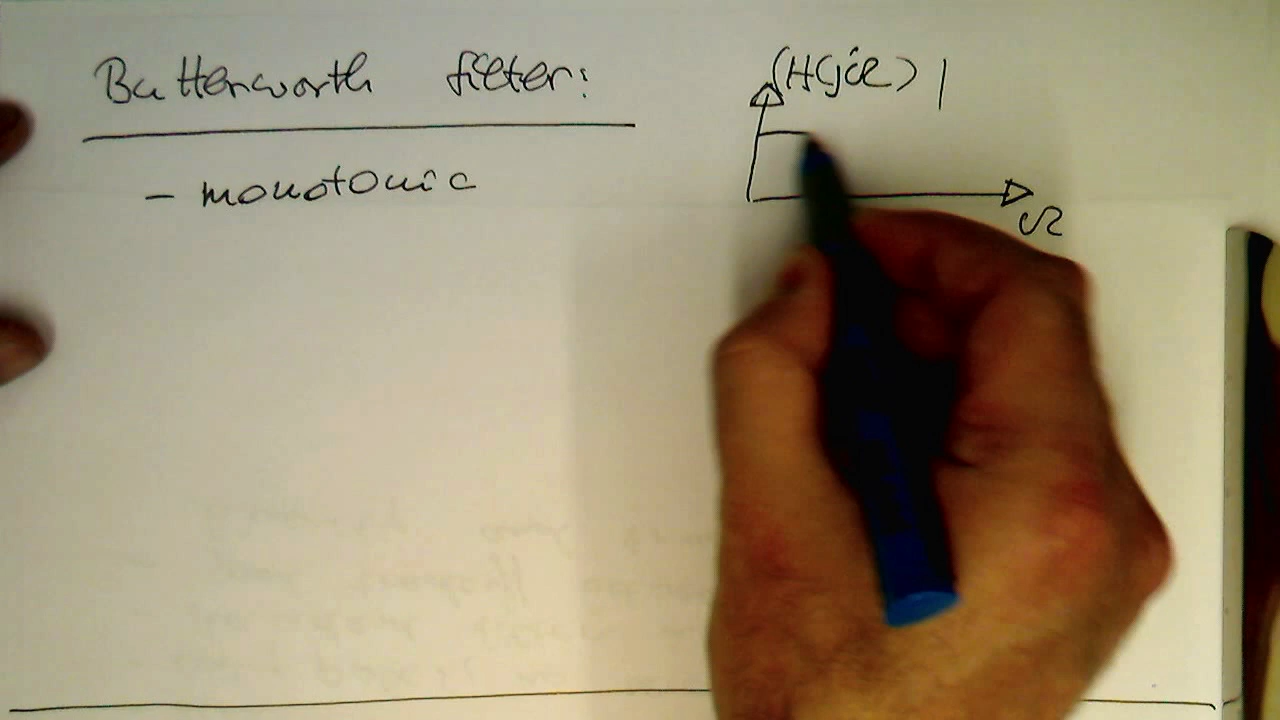 Butterworth filter:
- monotonic
|H(jΩ)|
Ω